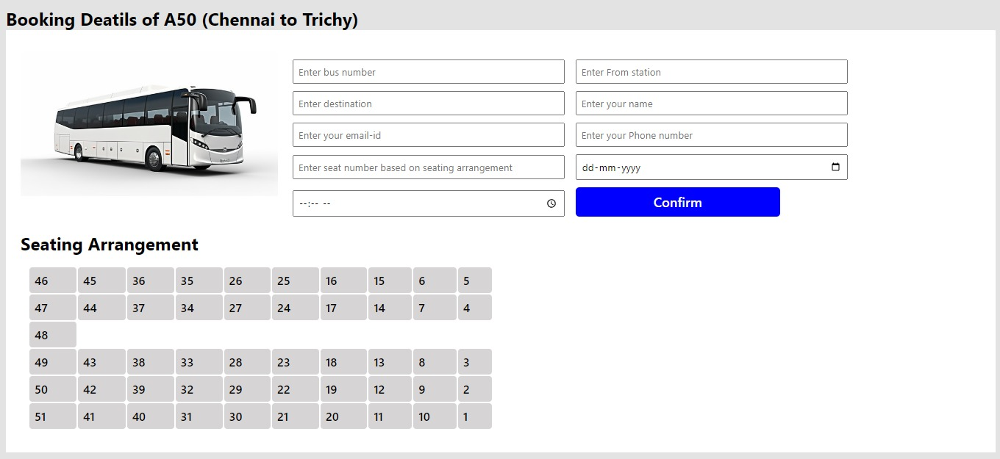 Booking Deatils of A50 (Chennai to Trichy)
Enter bus number Enter From station
Enter destination Enter your name
Enter your email-id Enter your Phone number
Enter seat number based on seating arrangement dd-mm-yyyy
--:-- -- Confirm
Seating Arrangement
46 45 36 35 26 25 16 15 6 5
47 44 37 34 27 24 17 14 7 4
48
49 43 38 33 28 23 18 13 8 3
50 42 39 32 29 22 19 12 9 2
51 41 40 31 30 21 20 11 10 1